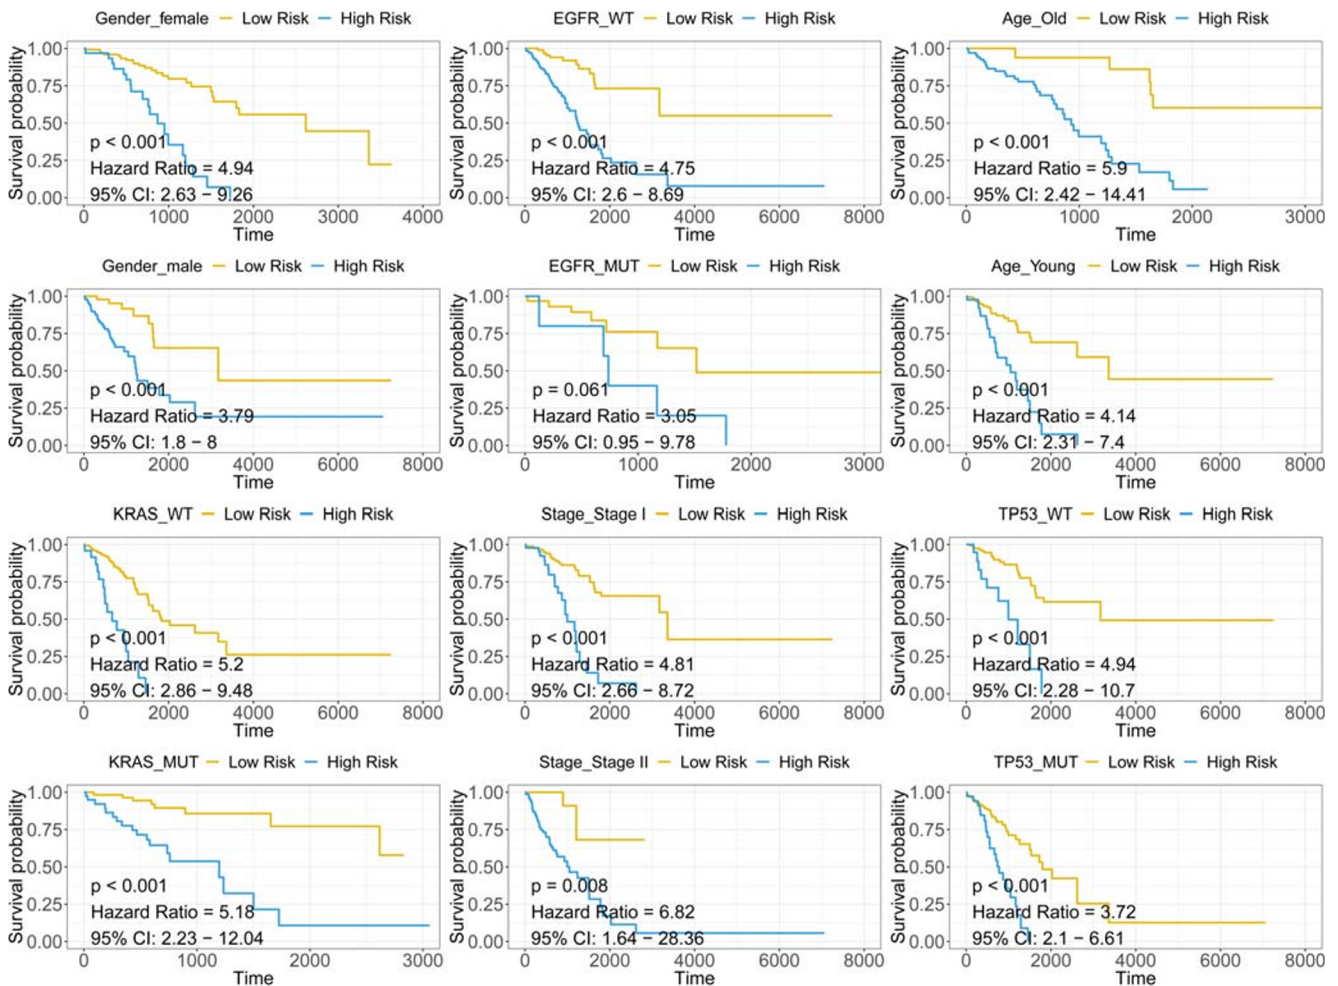 Gender_female Low Risk High Risk
Survival probability
1.00
0.75
0.50
0.25
0.00
p < 0.001
Hazard Ratio = 4.94
95% CI: 2.63 − 9.26
0 1000 2000 3000 4000
Time
EGFR_WT Low Risk High Risk
Survival probability
1.00
0.75
0.50
0.25
0.00
p < 0.001
Hazard Ratio = 4.75
95% CI: 2.6 − 8.69
0 2000 4000 6000 8000
Time
Age_Old Low Risk High Risk
Survival probability
1.00
0.75
0.50
0.25
0.00
p < 0.001
Hazard Ratio = 5.9
95% CI: 2.42 − 14.41
0 1000 2000 3000
Time
Gender_male Low Risk High Risk
Survival probability
1.00
0.75
0.50
0.25
0.00
p < 0.001
Hazard Ratio = 3.79
95% CI: 1.8 − 8
0 2000 4000 6000 8000
Time
EGFR_MUT Low Risk High Risk
Survival probability
1.00
0.75
0.50
0.25
0.00
p = 0.061
Hazard Ratio = 3.05
95% CI: 0.95 − 9.78
0 1000 2000 3000
Time
Age_Young Low Risk High Risk
Survival probability
1.00
0.75
0.50
0.25
0.00
p < 0.001
Hazard Ratio = 4.14
95% CI: 2.31 − 7.4
0 2000 4000 6000 8000
Time
KRAS_WT Low Risk High Risk
Survival probability
1.00
0.75
0.50
0.25
0.00
p < 0.001
Hazard Ratio = 5.2
95% CI: 2.86 − 9.48
0 2000 4000 6000 8000
Time
Stage_Stage I Low Risk High Risk
Survival probability
1.00
0.75
0.50
0.25
0.00
p < 0.001
Hazard Ratio = 4.81
95% CI: 2.66 − 8.72
0 2000 4000 6000 8000
Time
TP53_WT Low Risk High Risk
Survival probability
1.00
0.75
0.50
0.25
0.00
p < 0.001
Hazard Ratio = 4.94
95% CI: 2.28 − 10.7
0 2000 4000 6000 8000
Time
KRAS_MUT Low Risk High Risk
Survival probability
1.00
0.75
0.50
0.25
0.00
p < 0.001
Hazard Ratio = 5.18
95% CI: 2.23 − 12.04
0 1000 2000 3000
Time
Stage_Stage II Low Risk High Risk
Survival probability
1.00
0.75
0.50
0.25
0.00
p = 0.008
Hazard Ratio = 6.82
95% CI: 1.64 − 28.36
0 2000 4000 6000 8000
Time
TP53_MUT Low Risk High Risk
Survival probability
1.00
0.75
0.50
0.25
0.00
p < 0.001
Hazard Ratio = 3.72
95% CI: 2.1 − 6.61
0 2000 4000 6000 8000
Time